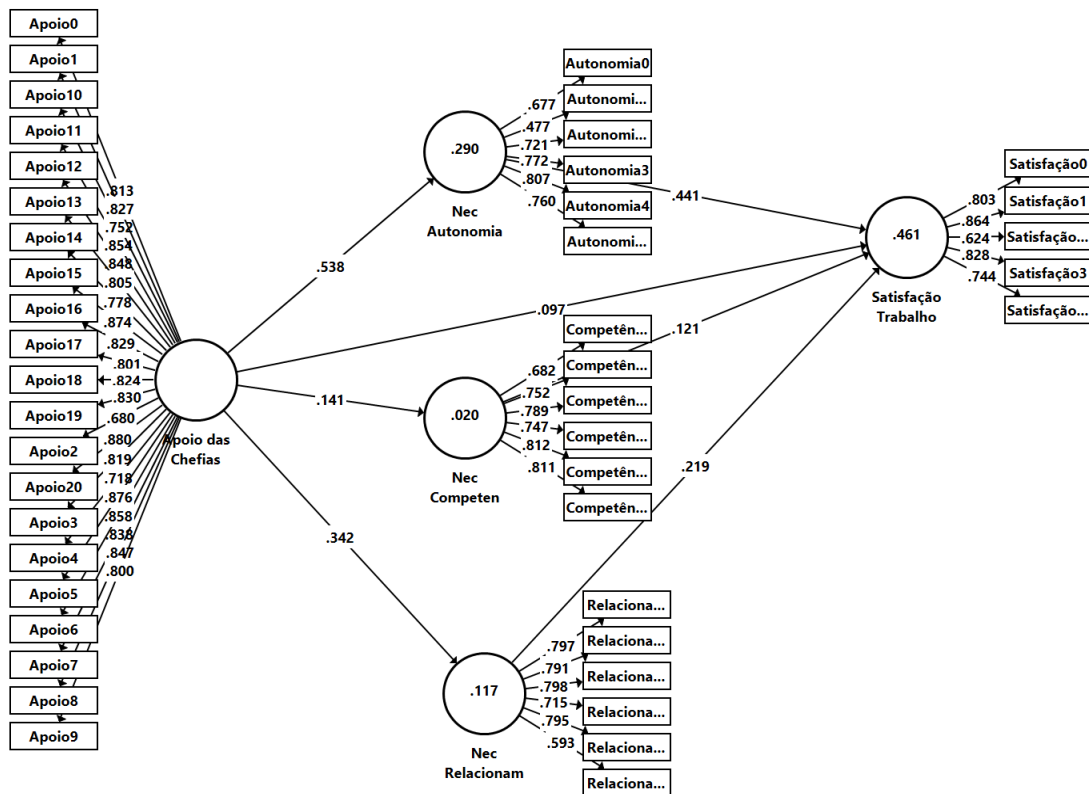 Apoio0
Apoio1
Apoio10
Apoio11
Apoio12
Apoio13
Apoio14
Apoio15
Apoio16
Apoio17
Apoio18
Apoio19
Apoio2
Apoio20
Apoio3
Apoio4
Apoio5
Apoio6
Apoio7
Apoio8
Apoio9
.813
.827
.752
.854
.848
.805
.778
.874
.829
.801
.824
.830
.680
.880
.819
.718
.876
.858
.838
.847
.800
Apoio das
Chefias
.538
.141
.342
.290
Nec
Autonomia
.677
.477
.721
.772
.807
.760
Autonomia0
Autonomi...
Autonomi...
Autonomia3
Autonomia4
Autonomi...
.020
Nec
Competen
.682
.752
.789
.747
.812
.811
Competên...
Competên...
Competên...
Competên...
Competên...
Competên...
.117
Nec
Relacionam
.797
.791
.798
.715
.795
.593
Relaciona...
Relaciona...
Relaciona...
Relaciona...
Relaciona...
Relaciona...
.441
.097
.121
.219
.461
Satisfação
Trabalho
.803
.864
.624
.828
.744
Satisfação0
Satisfação1
Satisfação...
Satisfação3
Satisfação...